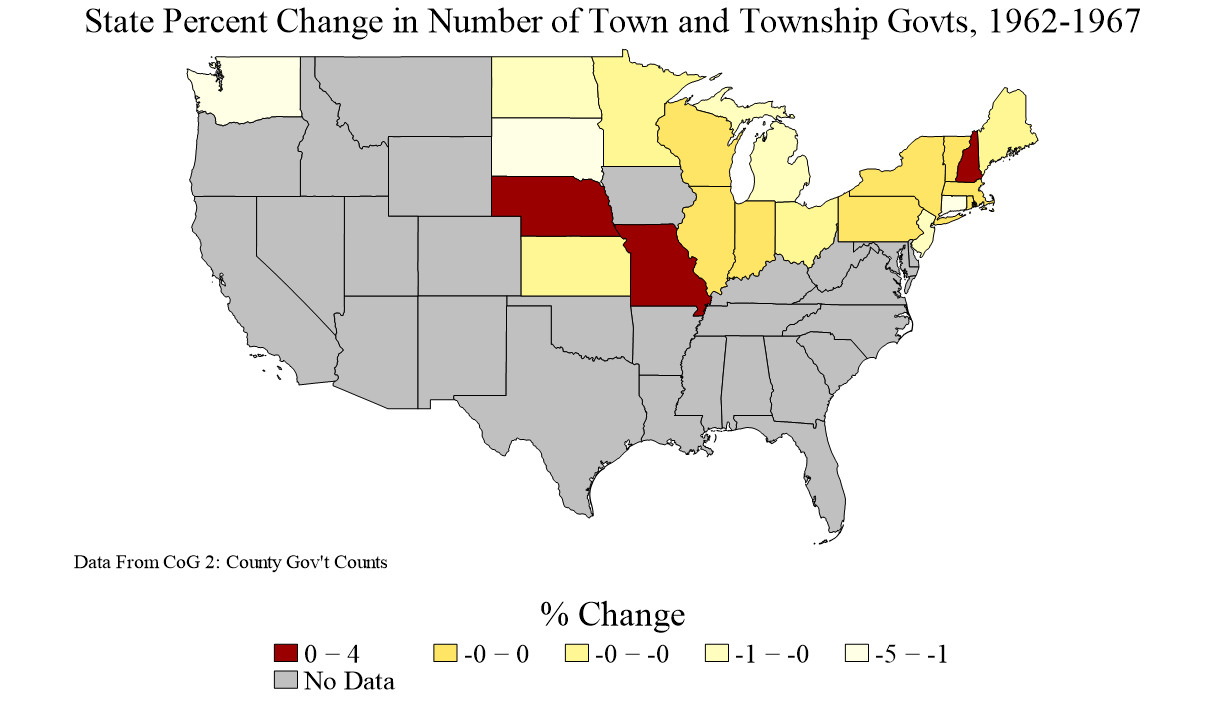 State Percent Change in Number of Town and Township Govts, 1962-1967
Data From CoG 2: County Gov't Counts
% Change
0 − 4 -0 − 0 -0 − -0 -1 − -0 -5 − -1
No Data